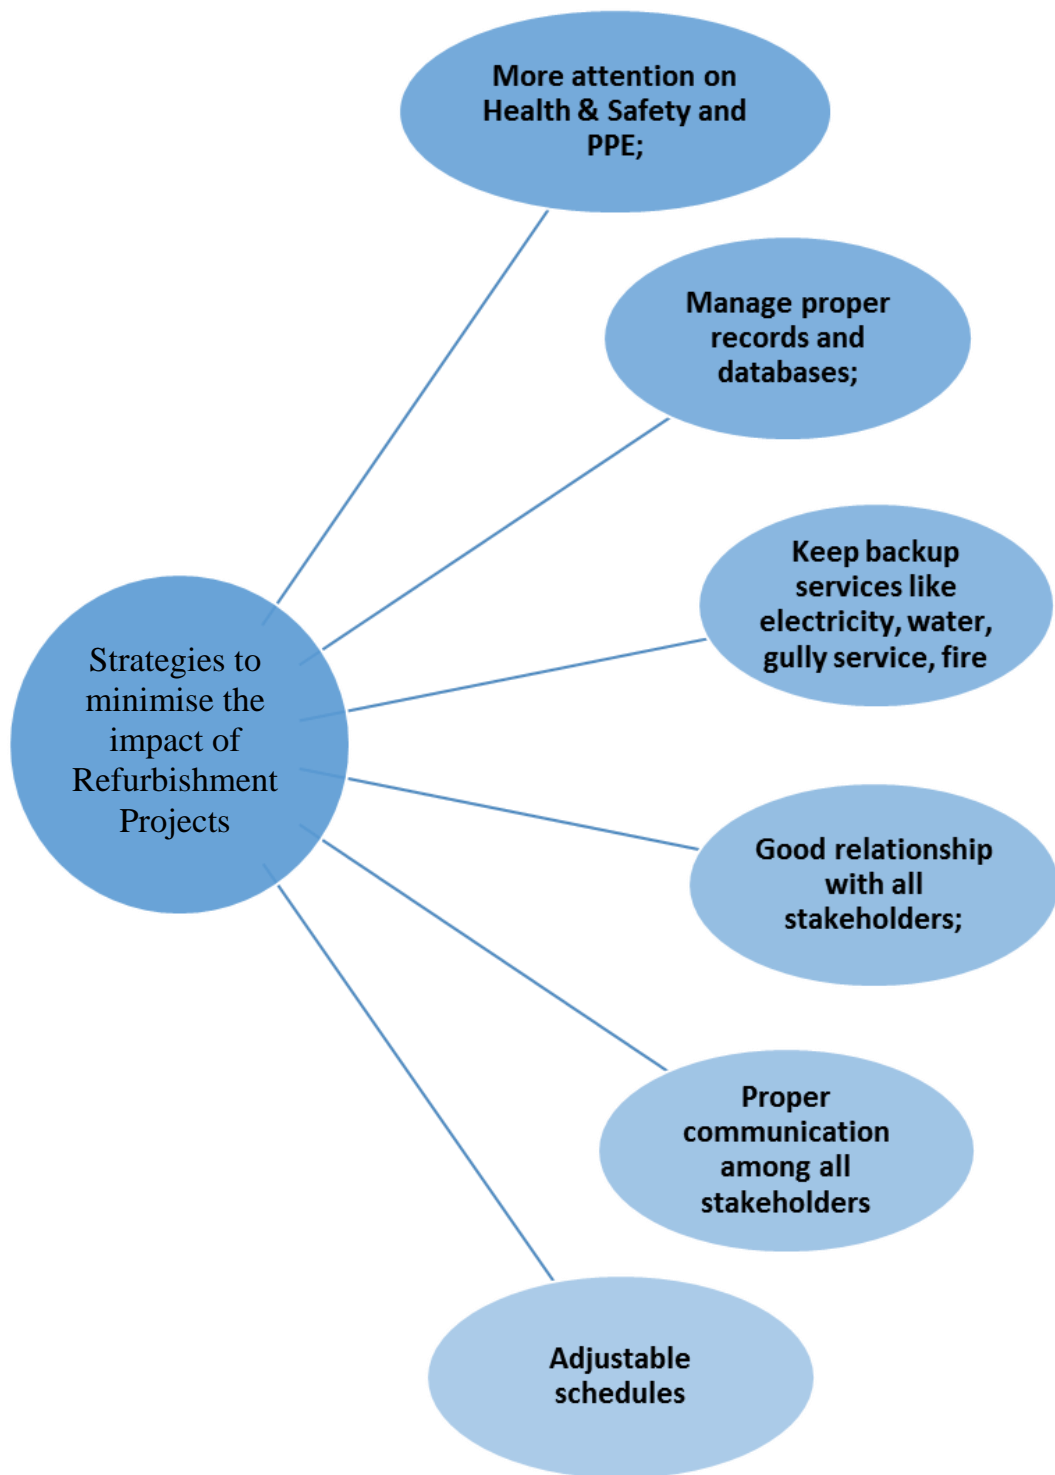 More attention on
Health & Safety and
PPE;
Manage proper
records and
databases;
Keep backup
services like
electricity, water,
gully service, fire
Strategies to
minimise the
impact of
Refurbishment
Projects
Good relationship
with all
stakeholders;
Proper
communication
among all
stakeholders
Adjustable
schedules